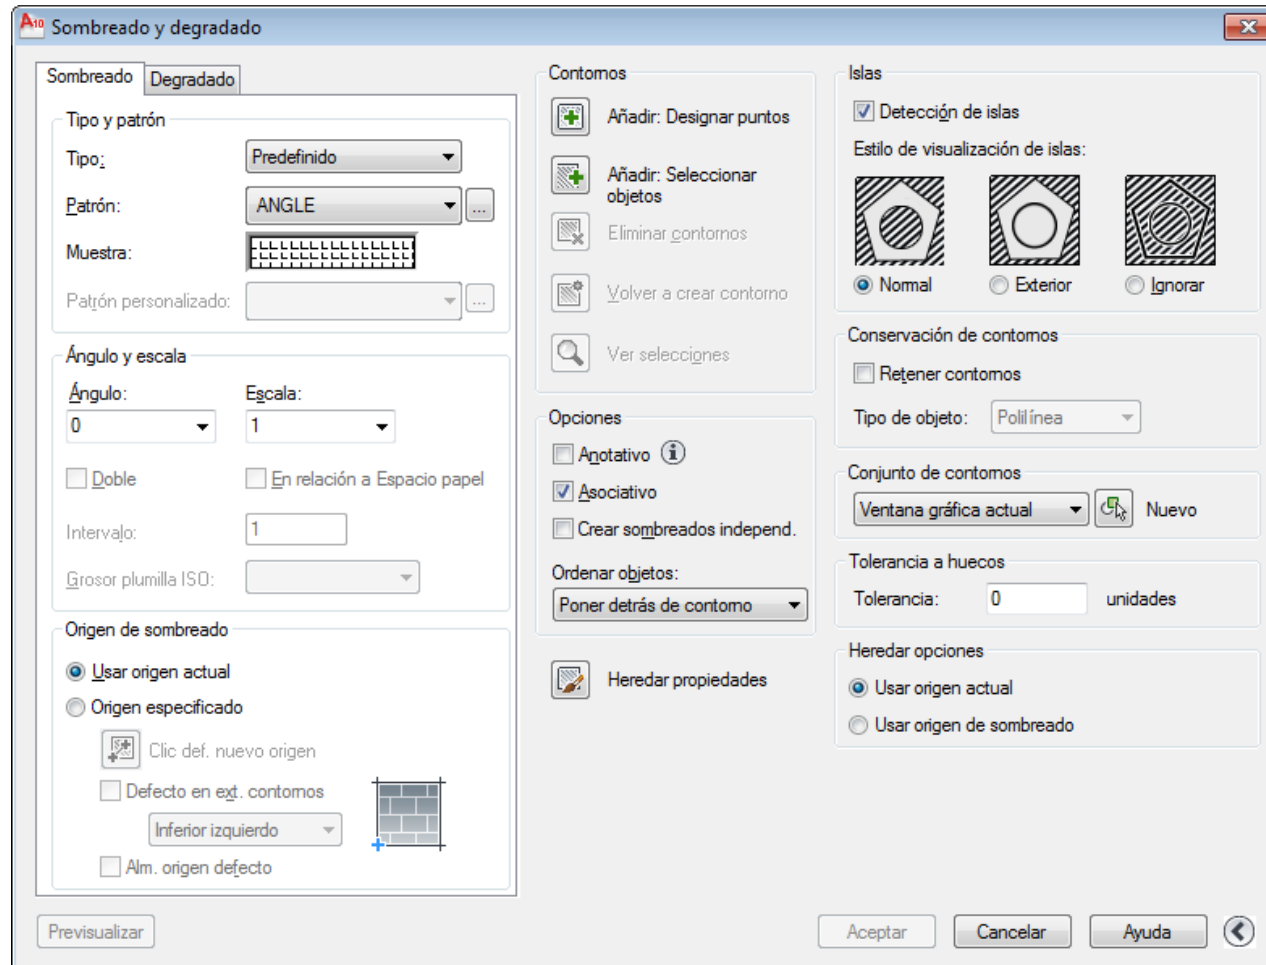 A10 Sombreado y degradado
Sombreado
Degradado
Tipo y patrón
Tipo:
Predefinido
Patrón:
ANGLE
...
Muestra:
Patrón personalizado:
...
Ángulo y escala
Ángulo:
Escala:
0
1
Doble
En relación a Espacio papel
Intervalo:
1
Grosor plumilla ISO:
Origen de sombreado
Usar origen actual
Origen especificado
Clic def. nuevo origen
Defecto en ext. contornos
Inferior izquierdo
Alm. origen defecto
Previsualizar
Contornos
Añadir: Designar puntos
Añadir: Seleccionar
objetos
Eliminar contornos
Volver a crear contorno
Ver selecciones
Opciones
Anotativo
Asociativo
Crear sombreados independ.
Ordenar objetos:
Poner detrás de contorno
Heredar propiedades
Islas
Detección de islas
Estilo de visualización de islas:
Normal
Exterior
Ignorar
Conservación de contornos
Retener contornos
Tipo de objeto:
Polilínea
Conjunto de contornos
Ventana gráfica actual
Nuevo
Tolerancia a huecos
Tolerancia:
0
unidades
Heredar opciones
Usar origen actual
Usar origen de sombreado
Aceptar
Cancelar
Ayuda